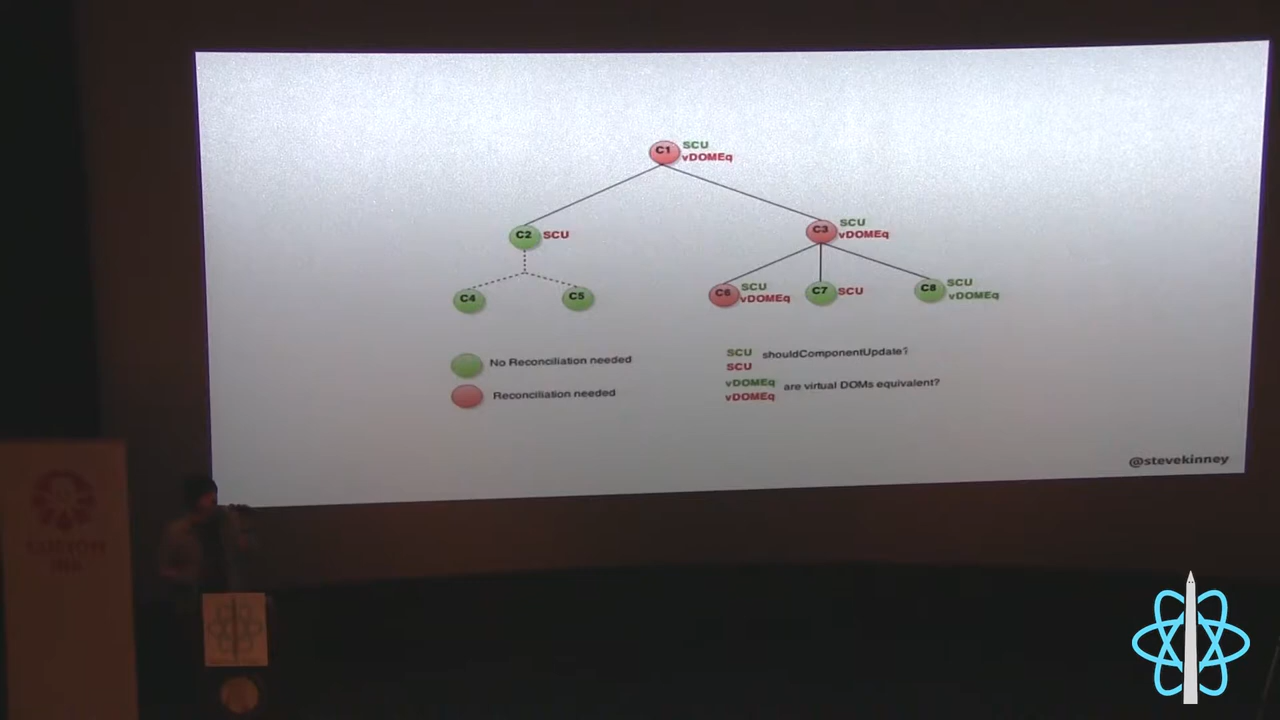 C1 SCU
vDOMEq
C2 SCU
C3 SCU
vDOMEq
C4
C5
C6 SCU
vDOMEq
C7 SCU
C8 SCU
vDOMEq
No Reconciliation needed
Reconciliation needed
SCU shouldComponentUpdate?
SCU
vDOMEq are virtual DOMs equivalent?
vDOMEq
@stevekinney